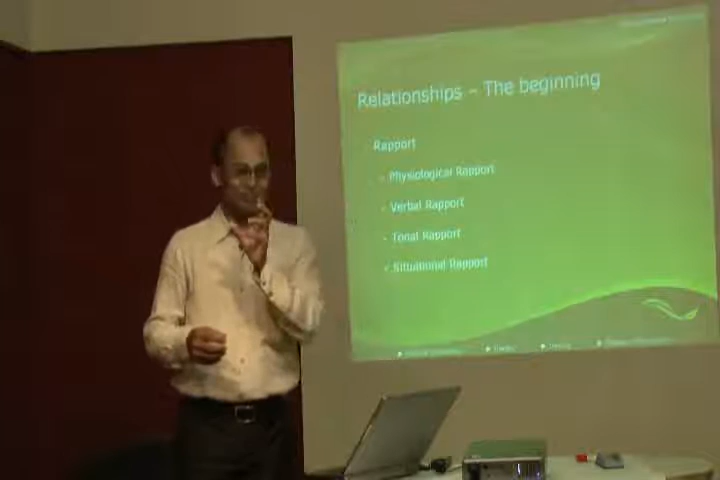 Relationships – The beginning
Rapport
- Physiological Rapport
- Verbal Rapport
- Tonal Rapport
- Situational Rapport